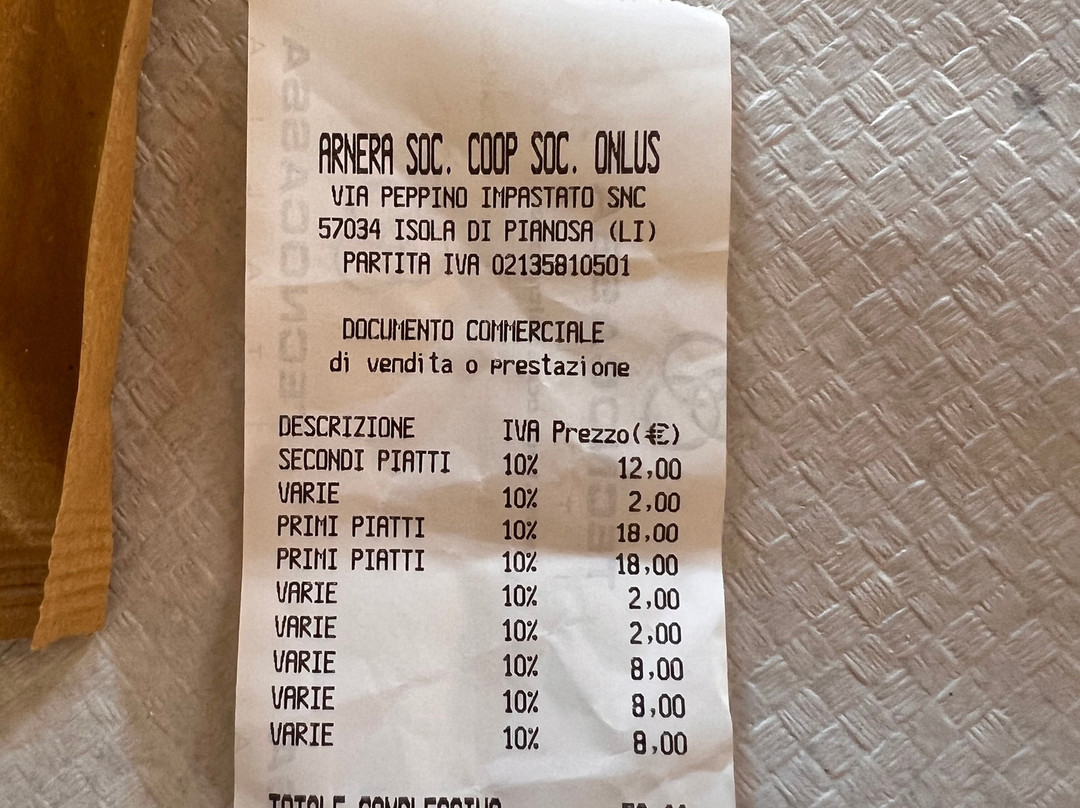 ARNERA SOC. COOP SOC. ONLUS
VIA PEPPINO IMPASTATO SNC
57034 ISOLA DI PIANOSA (LI)
PARTITA IVA 02135810501
DOCUMENTO COMMERCIALE
di vendita o prestazione
DESCRIZIONE IVA Prezzo(€)
SECONDI PIATTI 10% 12,00
VARIE 10% 2,00
PRIMI PIATTI 10% 18,00
PRIMI PIATTI 10% 18,00
VARIE 10% 2,00
VARIE 10% 2,00
VARIE 10% 8,00
VARIE 10% 8,00
VARIE 10% 8,00
TOTALE COMPLESSIVO